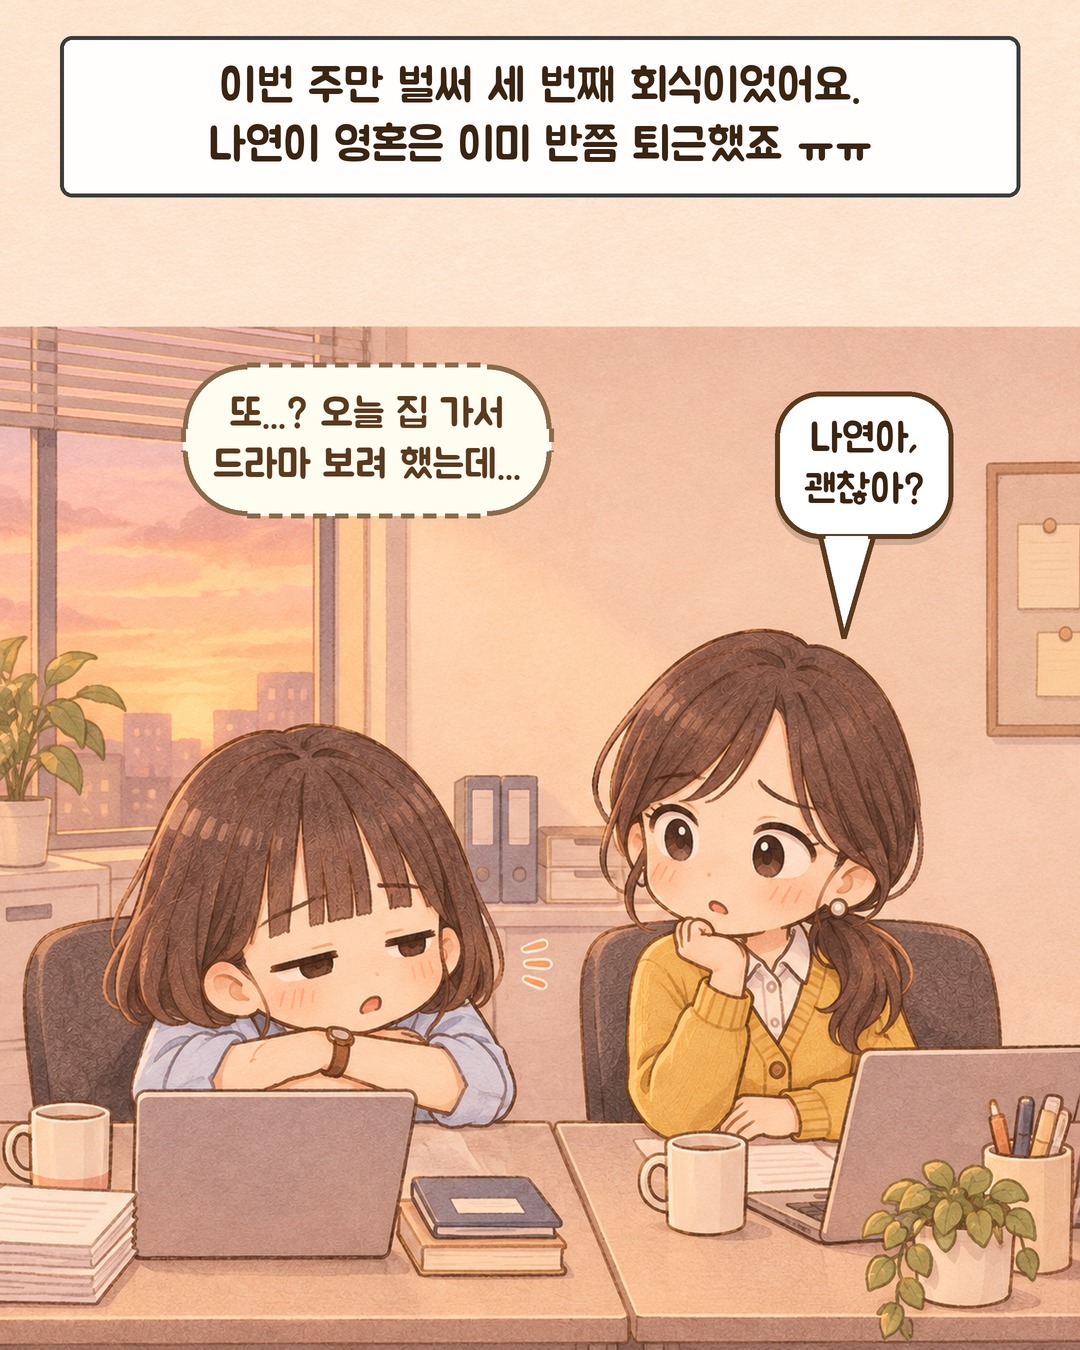 이번 주만 벌써 세 번째 회식이었어요.
나연이 영혼은 이미 반쯤 퇴근했죠 ㅠㅠ
또...? 오늘 집 가서
드라마 보려 했는데...
나연아,
괜찮아?